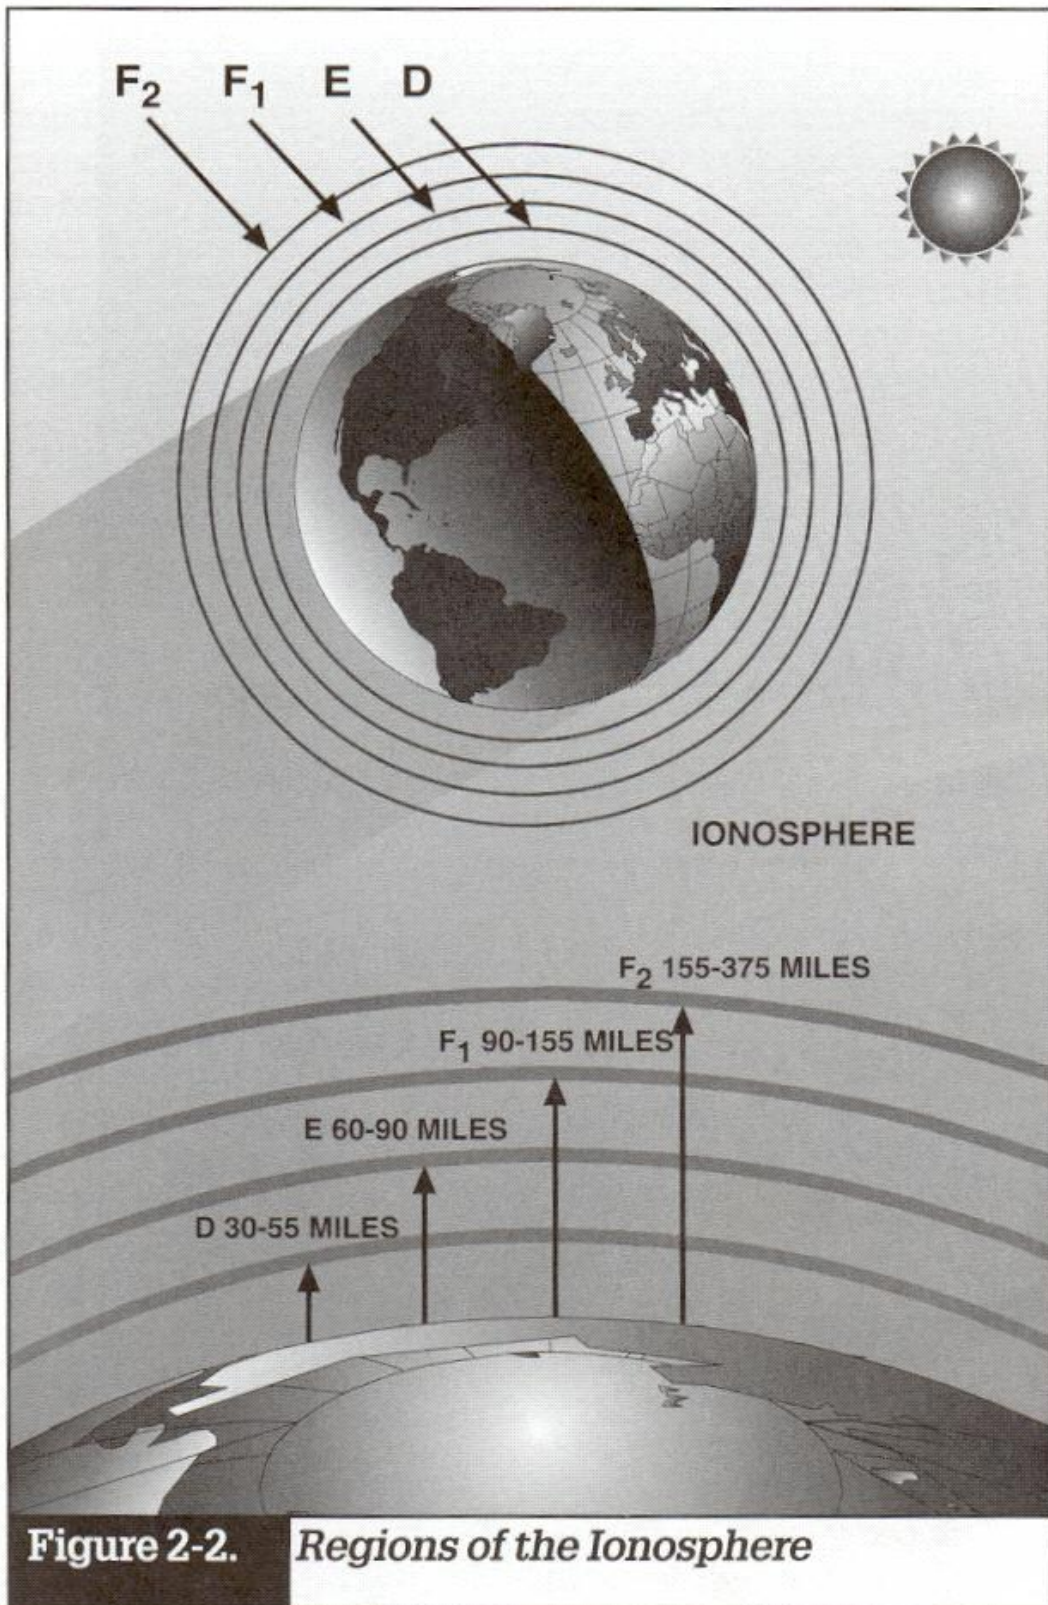 F₂ F₁ E D
IONOSPHERE
F₂ 155-375 MILES
F₁ 90-155 MILES
E 60-90 MILES
D 30-55 MILES
Figure 2-2. Regions of the Ionosphere